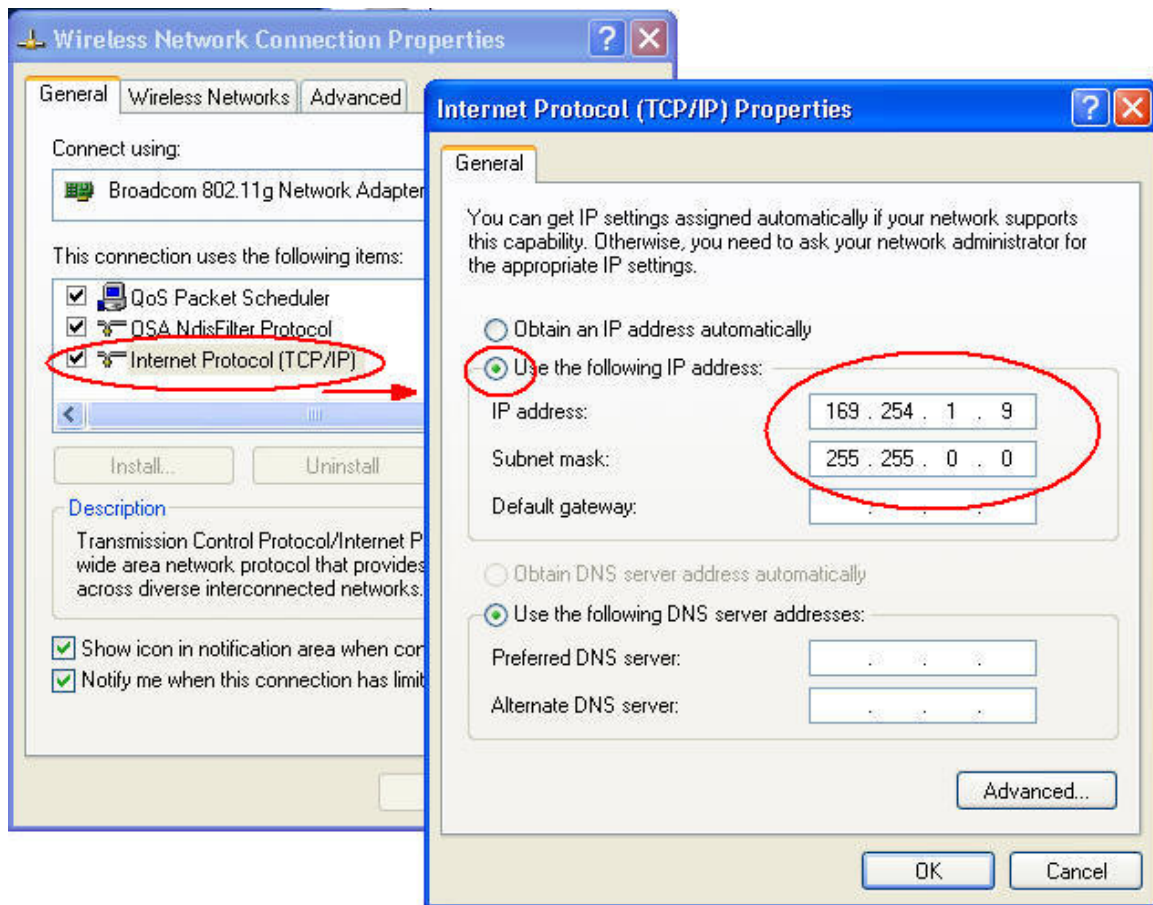 Wireless Network Connection Properties
General
Wireless Networks
Advanced
Connect using:
Broadcom 802.11g Network Adapter
This connection uses the following items:
QoS Packet Scheduler
OSA NdisFilter Protocol
Internet Protocol (TCP/IP)
Install...
Uninstall
Description
Transmission Control Protocol/Internet P
wide area network protocol that provides
across diverse interconnected networks.
Show icon in notification area when cor
Notify me when this connection has limit
Internet Protocol (TCP/IP) Properties
General
You can get IP settings assigned automatically if your network supports
this capability. Otherwise, you need to ask your network administrator for
the appropriate IP settings.
Obtain an IP address automatically
Use the following IP address:
IP address: 169 . 254 . 1 . 9
Subnet mask: 255 . 255 . 0 . 0
Default gateway: . . .
Obtain DNS server address automatically
Use the following DNS server addresses:
Preferred DNS server: . . .
Alternate DNS server: . . .
Advanced...
OK
Cancel